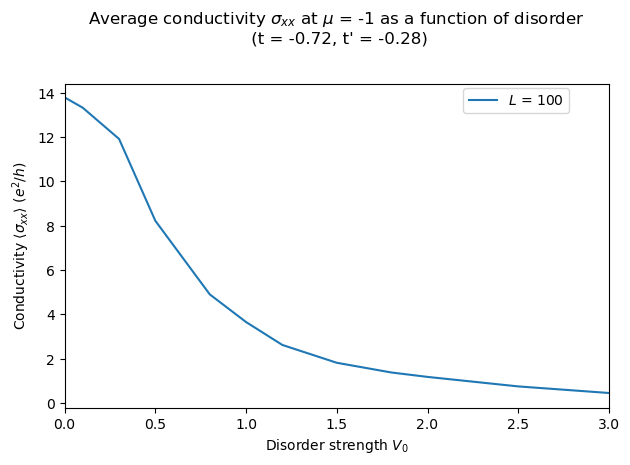 Average conductivity σxx at μ = -1 as a function of disorder
(t = -0.72, t' = -0.28)
L = 100
Conductivity ⟨σxx⟩ (e²/h)
14
12
10
8
6
4
2
0
0.0 0.5 1.0 1.5 2.0 2.5 3.0
Disorder strength V₀